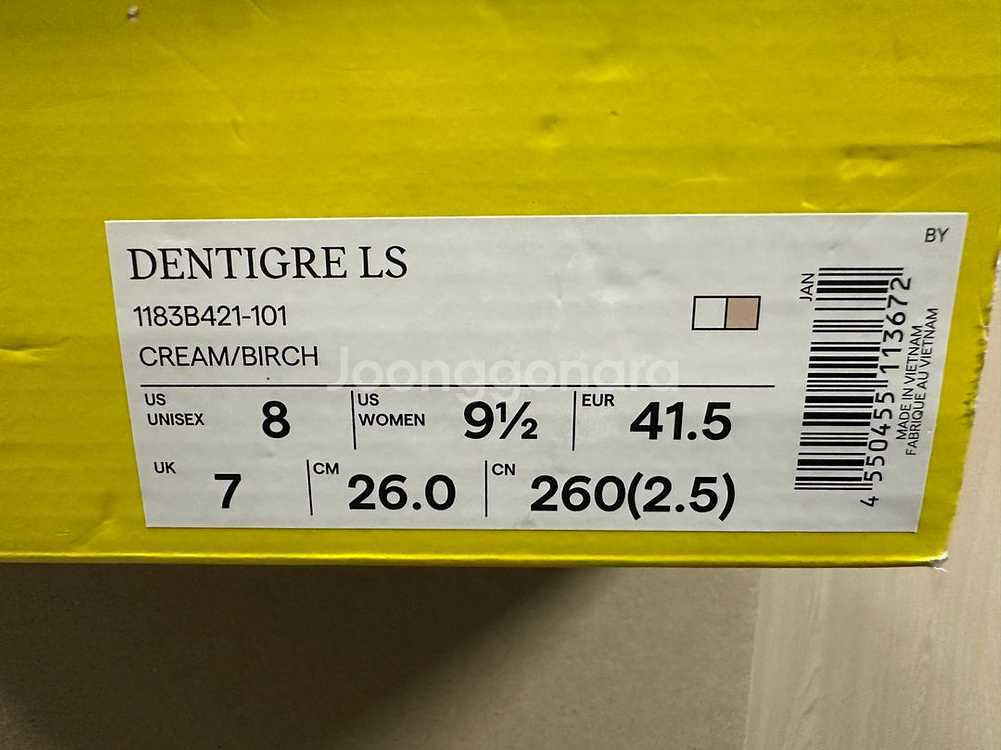 BY
DENTIGRE LS
1183B421-101
CREAM/BIRCH
Joonggonara
US UNISEX 8
US WOMEN 9½
EUR 41.5
UK 7
CM 26.0
CN 260(2.5)
JAN
4 550455 113672
MADE IN VIETNAM
FABRIQUE AU VIETNAM